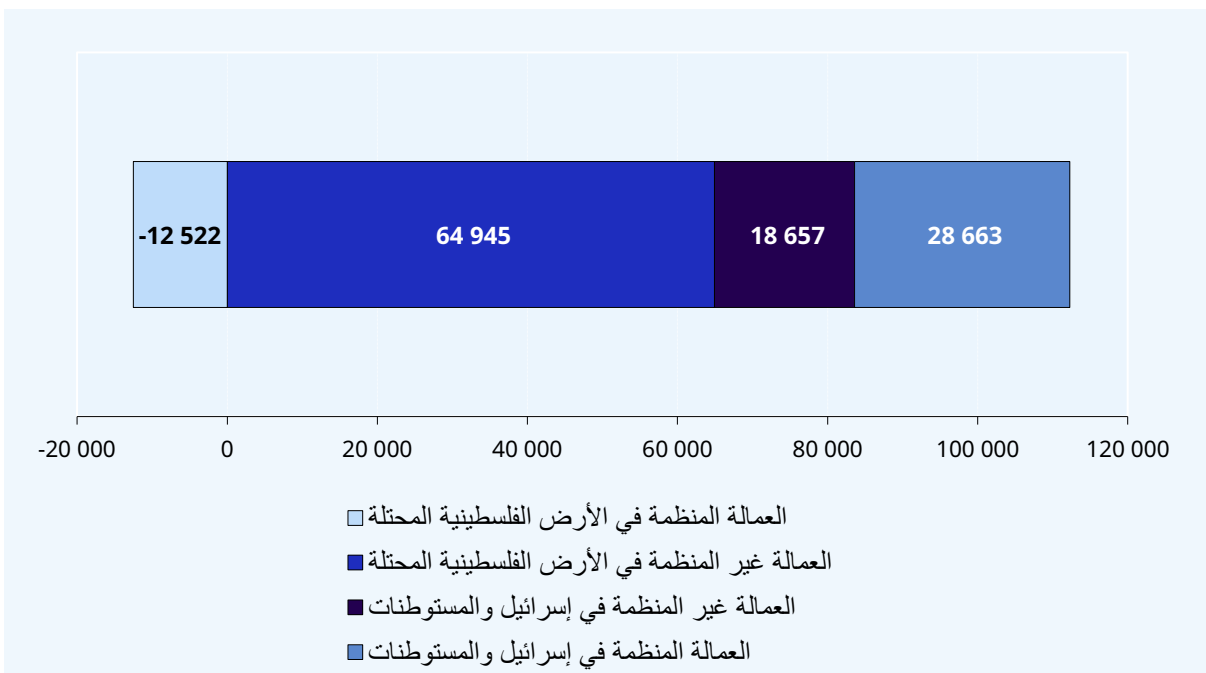 -12 522 64 945 18 657 28 663
-20 000 0 20 000 40 000 60 000 80 000 100 000 120 000
العمالة المنظمة في الأرض الفلسطينية المحتلة
العمالة غير المنظمة في الأرض الفلسطينية المحتلة
العمالة غير المنظمة في إسرائيل والمستوطنات
العمالة المنظمة في إسرائيل والمستوطنات